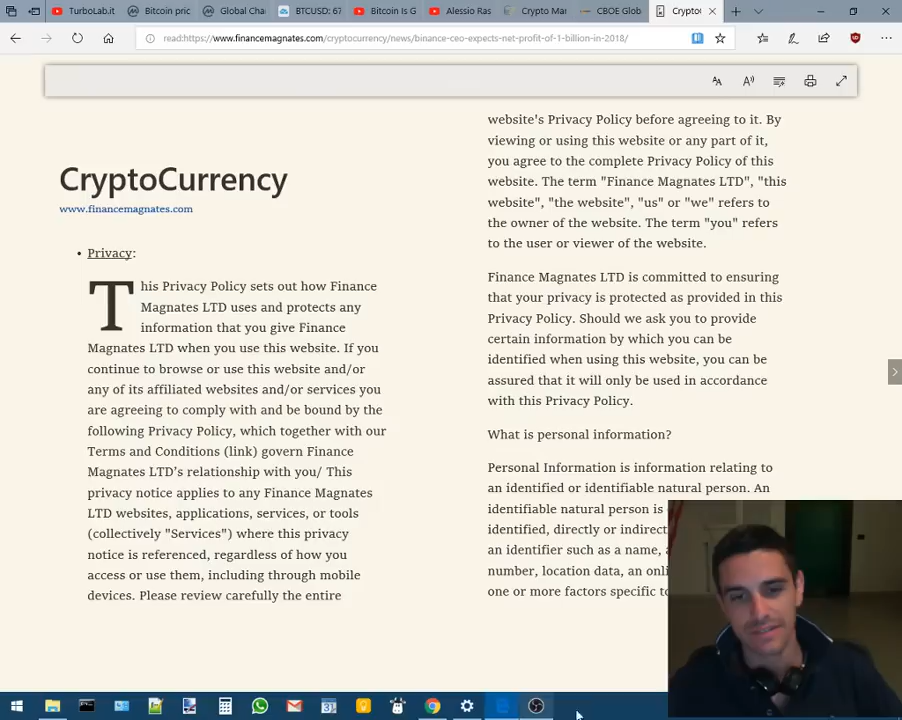 TurboLab.it
Bitcoin pric
Global Cha
BTCUSD: 67
Bitcoin Is G
Alessio Ras
Crypto Mar
CBOE Glob
Crypto
read:https://www.financemagnates.com/cryptocurrency/news/binance-ceo-expects-net-profit-of-1-billion-in-2018/
CryptoCurrency
www.financemagnates.com
• Privacy:
This Privacy Policy sets out how Finance
Magnates LTD uses and protects any
information that you give Finance
Magnates LTD when you use this website. If you
continue to browse or use this website and/or
any of its affiliated websites and/or services you
are agreeing to comply with and be bound by the
following Privacy Policy, which together with our
Terms and Conditions (link) govern Finance
Magnates LTD's relationship with you/ This
privacy notice applies to any Finance Magnates
LTD websites, applications, services, or tools
(collectively "Services") where this privacy
notice is referenced, regardless of how you
access or use them, including through mobile
devices. Please review carefully the entire
website's Privacy Policy before agreeing to it. By
viewing or using this website or any part of it,
you agree to the complete Privacy Policy of this
website. The term "Finance Magnates LTD", "this
website", "the website", "us" or "we" refers to
the owner of the website. The term "you" refers
to the user or viewer of the website.
Finance Magnates LTD is committed to ensuring
that your privacy is protected as provided in this
Privacy Policy. Should we ask you to provide
certain information by which you can be
identified when using this website, you can be
assured that it will only be used in accordance
with this Privacy Policy.
What is personal information?
Personal Information is information relating to
an identified or identifiable natural person. An
identifiable natural person is
identified, directly or indirect
an identifier such as a name,
number, location data, an onli
one or more factors specific to